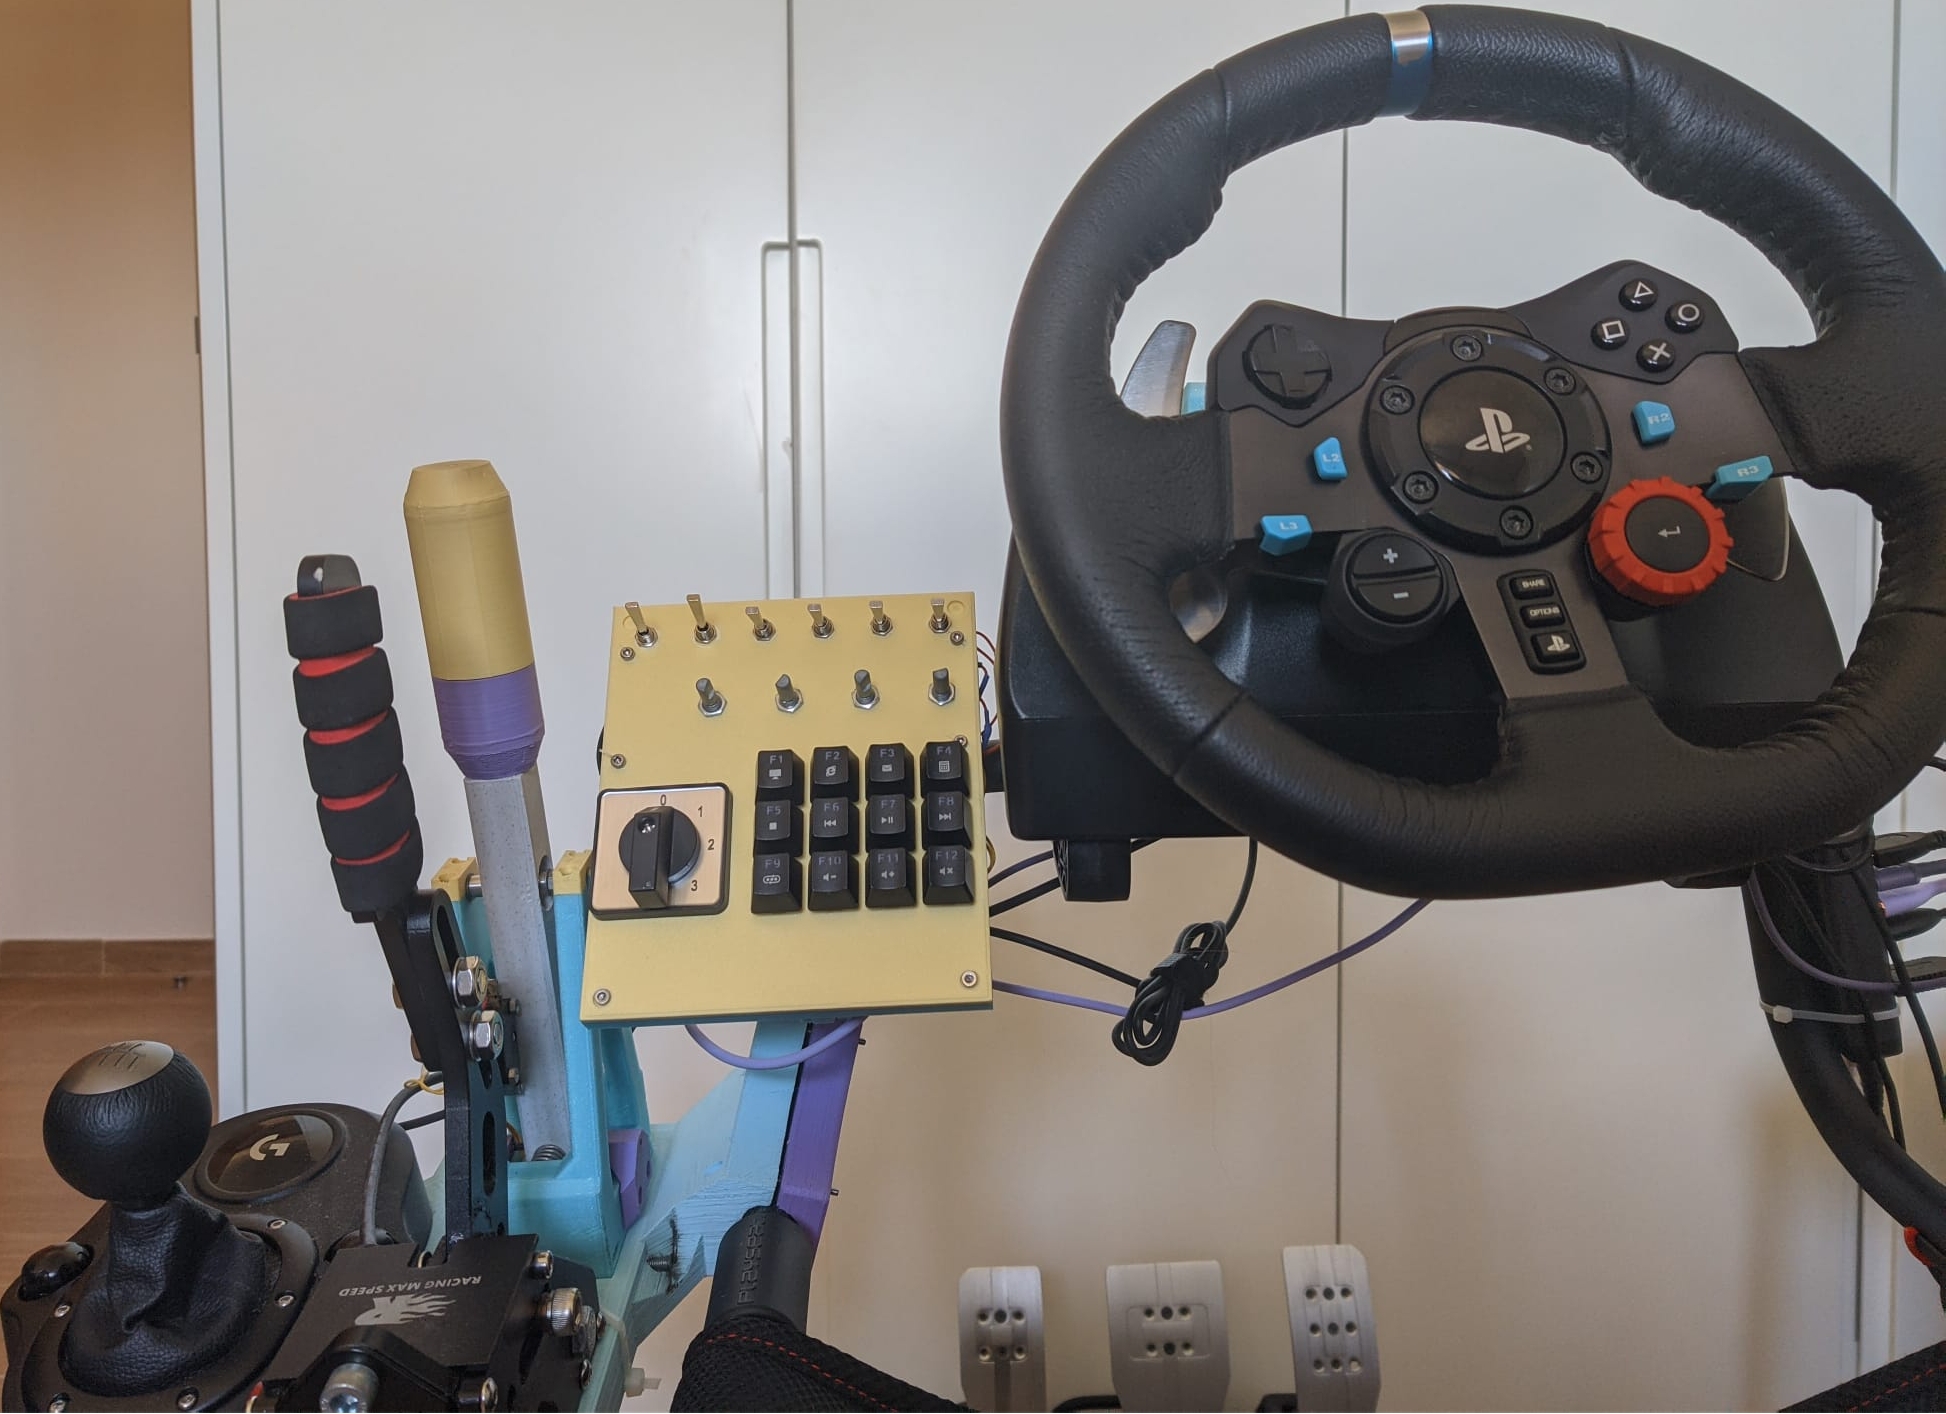 L2
R2
L3
R3
+
-
SHARE
OPTIONS
F1
F2
F3
F4
F5
F6
F7
F8
F9
F10
F11
F12
0
1
2
3
RACING MAX SPEED
playseat